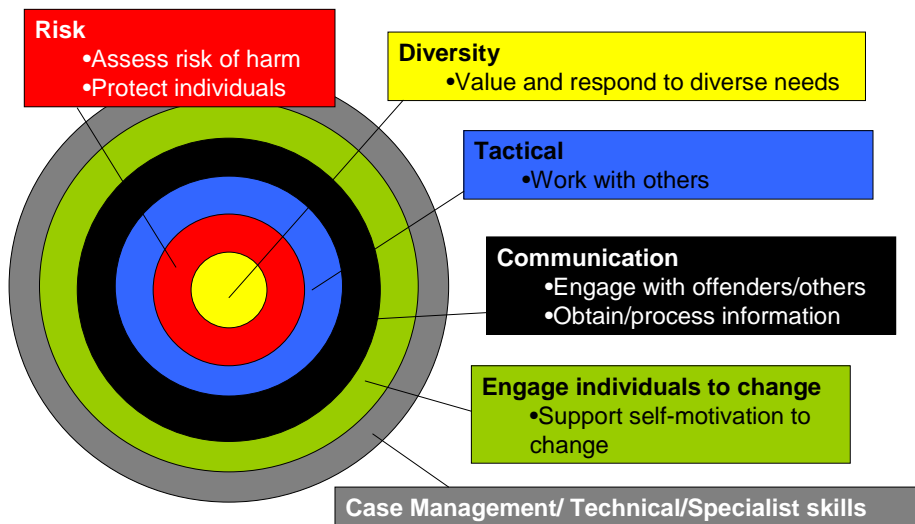 Risk
•Assess risk of harm
•Protect individuals
Diversity
•Value and respond to diverse needs
Tactical
•Work with others
Communication
•Engage with offenders/others
•Obtain/process information
Engage individuals to change
•Support self-motivation to
change
Case Management/ Technical/Specialist skills